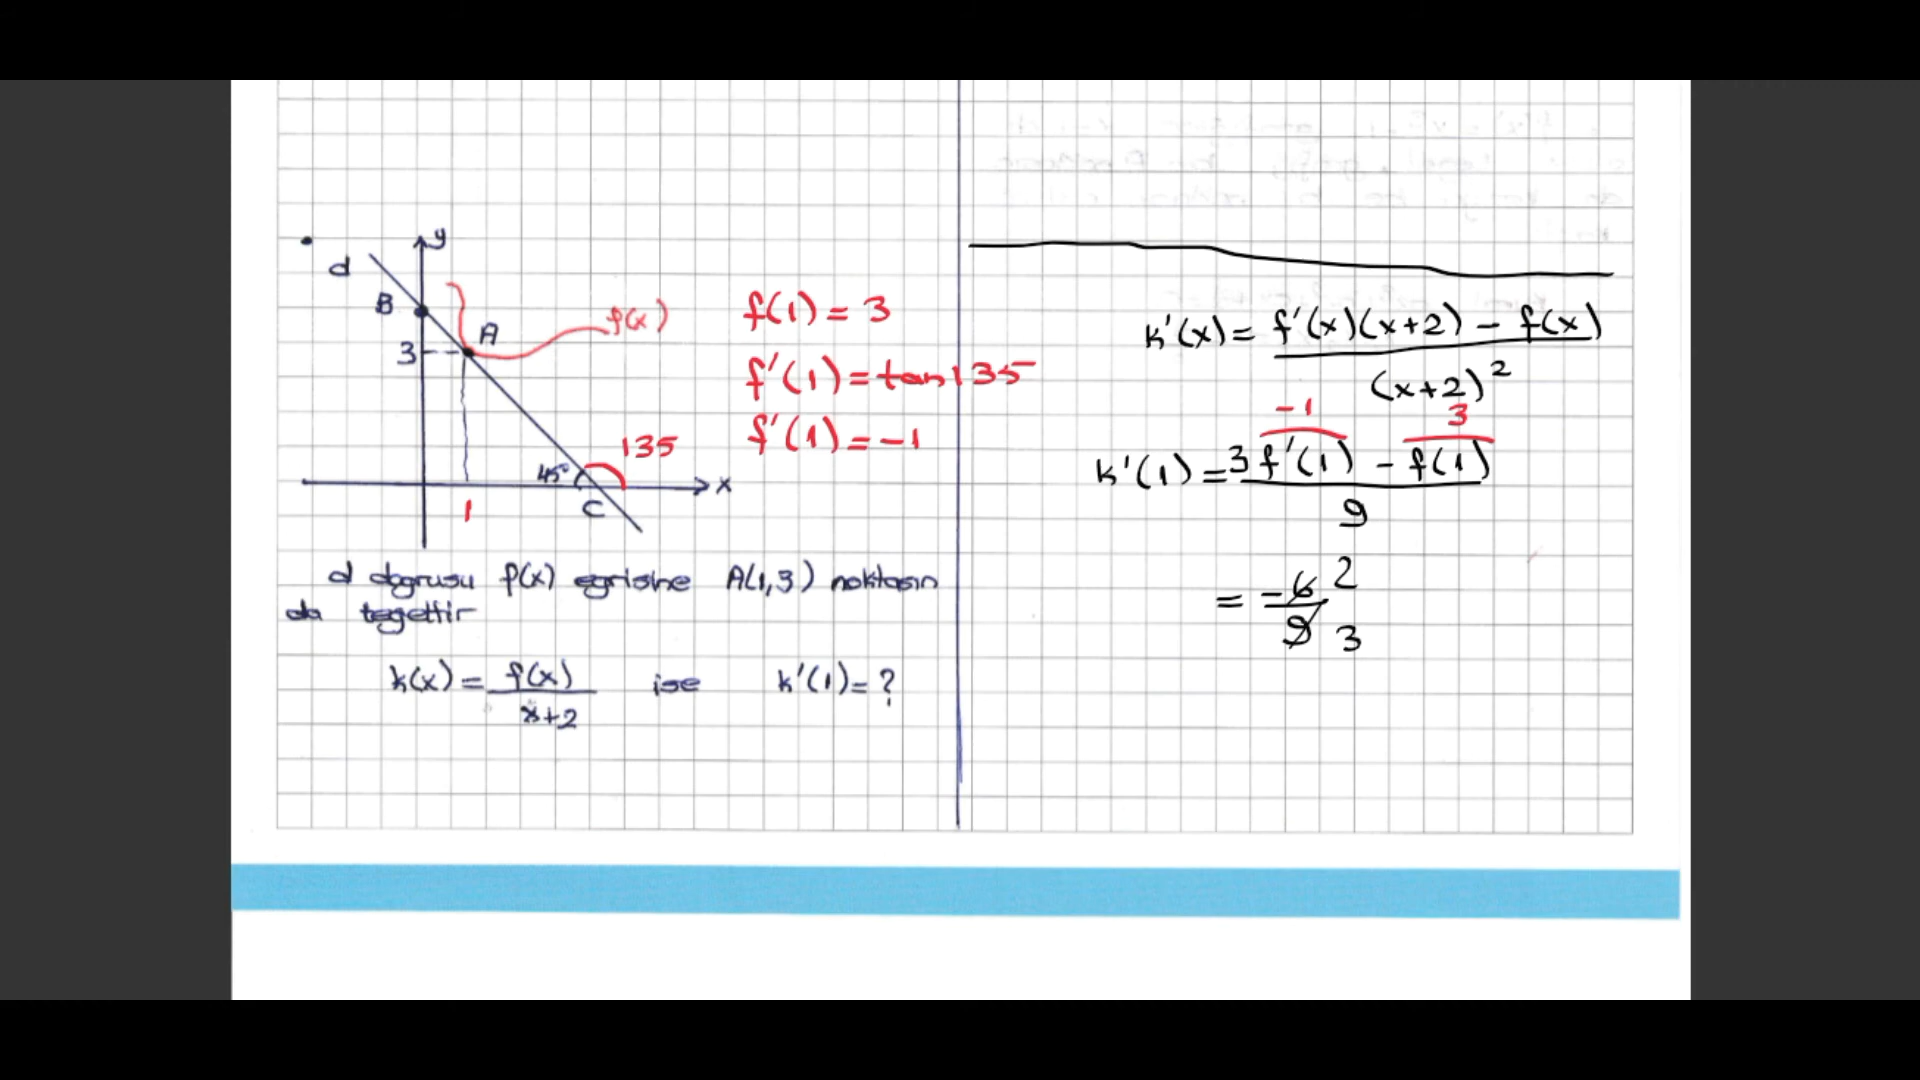 y
d
B
A
f(x)
3
135
45°
x
C
1
f(1) = 3
f'(1) = tan135
f'(1) = -1
d doğrusu f(x) eğrisine A(1,3) noktasın
da teğettir
k(x) = f(x) / x+2 ise k'(1) = ?
k'(x) = f'(x)(x+2) - f(x) / (x+2)²
-1 3
k'(1) = 3f'(1) - f(1) / 9
= -6 / 9 2 / 3